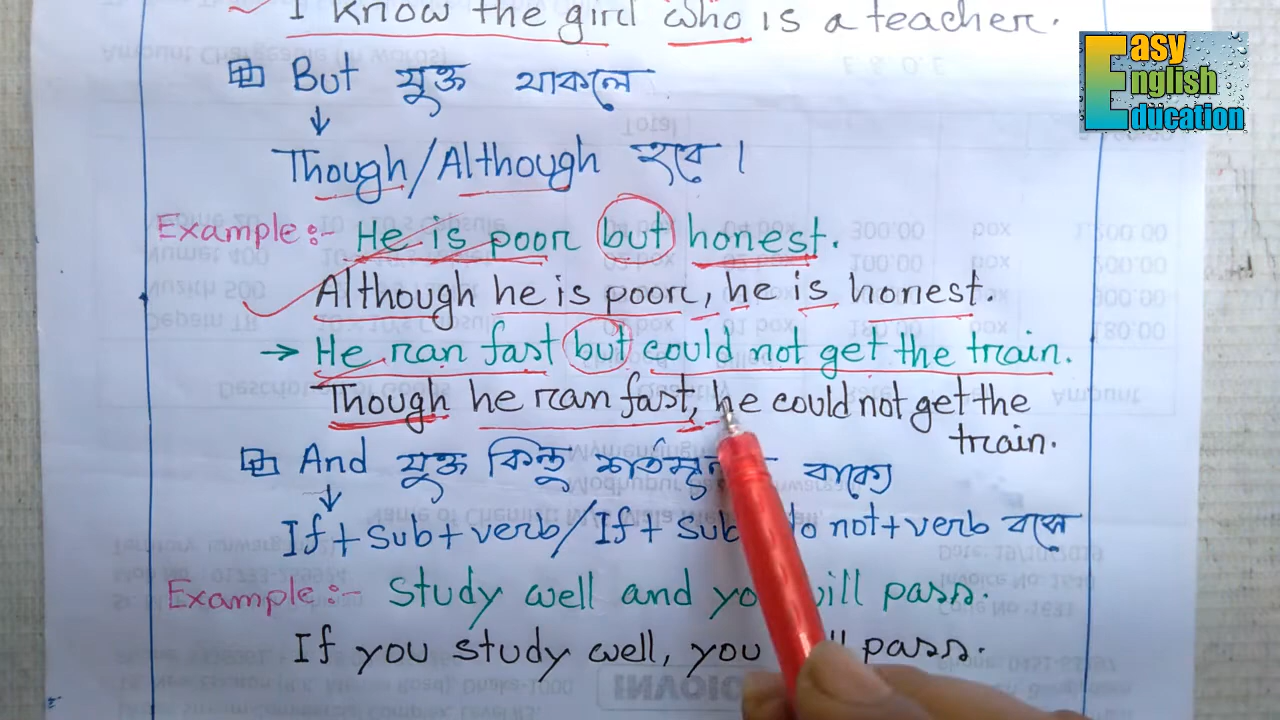 I know the girl who is a teacher.
Easy
English
Education
But যুক্ত থাকলে
↓
Though/Although হবে।
Example:- He is poor but honest.
Although he is poor, he is honest.
→ He ran fast but could not get the train.
Though he ran fast, he could not get the
train.
And যুক্ত কিন্তু শর্তমূলক বাক্যে
↓
If + Sub + verb/If + Sub do not + verb বসে
Example:- Study well and you will pass.
If you study well, you pass.